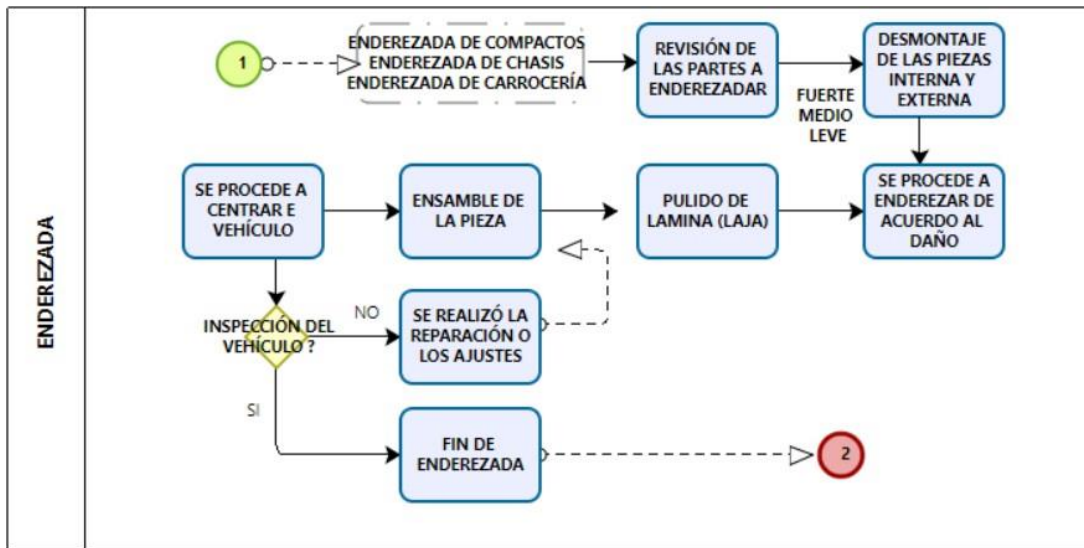 ENDEREZADA
1
ENDEREZADA DE COMPACTOS
ENDEREZADA DE CHASIS
ENDEREZADA DE CARROCERÍA
REVISIÓN DE
LAS PARTES A
ENDEREZADAR
FUERTE
MEDIO
LEVE
DESMONTAJE
DE LAS PIEZAS
INTERNA Y
EXTERNA
SE PROCEDE A
CENTRAR E
VEHÍCULO
ENSAMBLE DE
LA PIEZA
PULIDO DE
LAMINA (LAJA)
SE PROCEDE A
ENDEREZAR DE
ACUERDO AL
DAÑO
INSPECCIÓN DEL
VEHÍCULO ?
NO
SE REALIZÓ LA
REPARACIÓN O
LOS AJUSTES
SI
FIN DE
ENDEREZADA
2